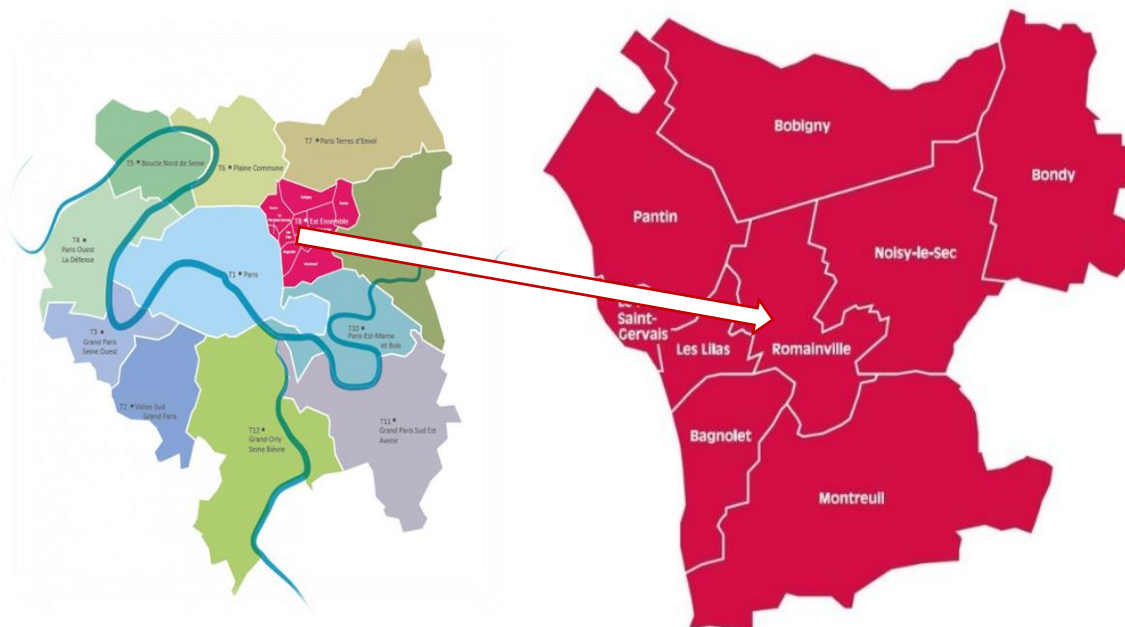 T7 • Paris Terres d'Envol
T5 • Boucle Nord de Seine
T6 • Plaine Commune
T8 • Est Ensemble
T4 •
Paris Ouest
La Défense
T1 • Paris
T3 •
Grand Paris
Seine Ouest
T10 •
Paris-Est-Marne
et Bois
T2 • Vallée Sud
Grand Paris
T11 •
Grand Paris Sud Est
Avenir
T12 •
Grand-Orly
Seine Bièvre
Bobigny
Bondy
Pantin
Noisy-le-Sec
Saint-
Gervais
Les Lilas
Romainville
Bagnolet
Montreuil